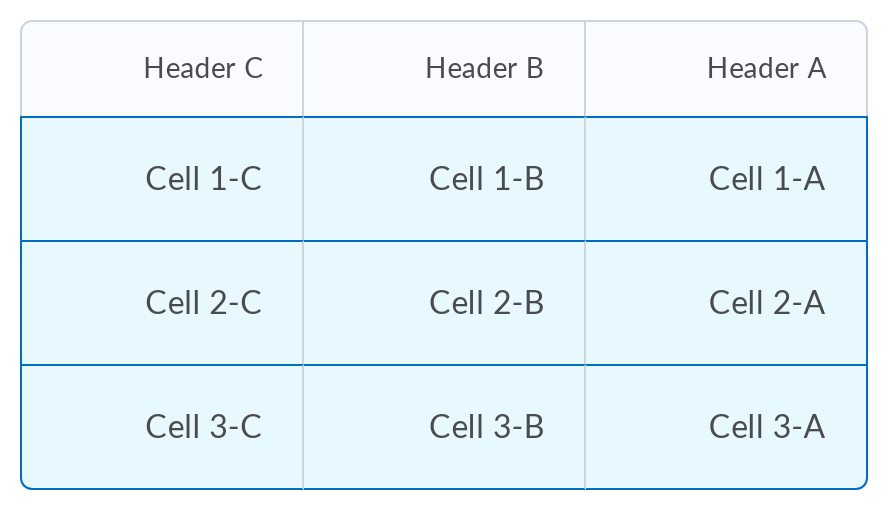 Header C Header B Header A
Cell 1-C Cell 1-B Cell 1-A
Cell 2-C Cell 2-B Cell 2-A
Cell 3-C Cell 3-B Cell 3-A